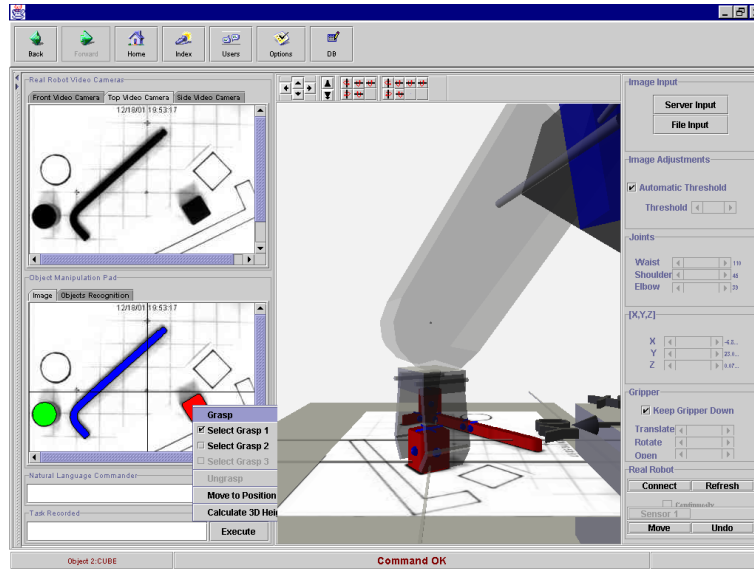 Back Forward Home Index Users Options DB
Real Robot Video Cameras
Front Video Camera Top Video Camera Side Video Camera
12/18/01 19:53:17
Object Manipulation Pad
Image Objects Recognition
12/18/01 19:53:17
Grasp
Select Grasp 1
Select Grasp 2
Select Grasp 3
Ungrasp
Move to Position
Calculate 3D Hei
Natural Language Commander
Task Recorded
Execute
Image Input
Server Input
File Input
Image Adjustments
Automatic Threshold
Threshold
Joints
Waist
Shoulder
Elbow
[X,Y,Z]
X
Y
Z
Gripper
Keep Gripper Down
Translate
Rotate
Open
Real Robot
Connect Refresh
Continuously
Sensor 1
Move Undo
Object 2:CUBE Command OK